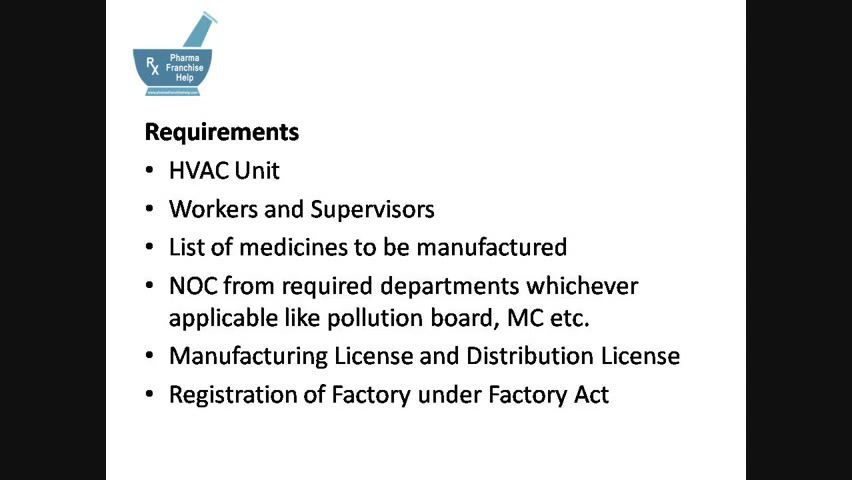 Rx
Pharma
Franchise
Help
Requirements
• HVAC Unit
• Workers and Supervisors
• List of medicines to be manufactured
• NOC from required departments whichever
applicable like pollution board, MC etc.
• Manufacturing License and Distribution License
• Registration of Factory under Factory Act